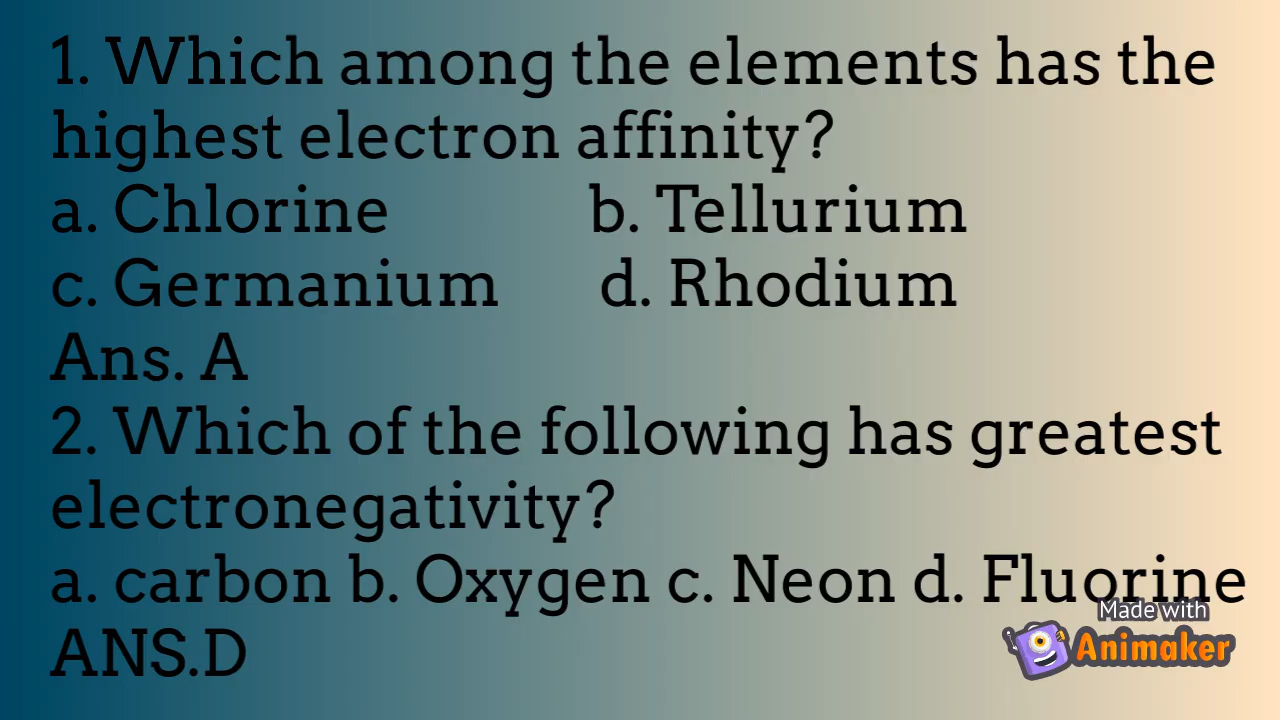 1. Which among the elements has the
highest electron affinity?
a. Chlorine b. Tellurium
c. Germanium d. Rhodium
Ans. A
2. Which of the following has greatest
electronegativity?
a. carbon b. Oxygen c. Neon d. Fluorine
ANS.D
Made with
Animaker